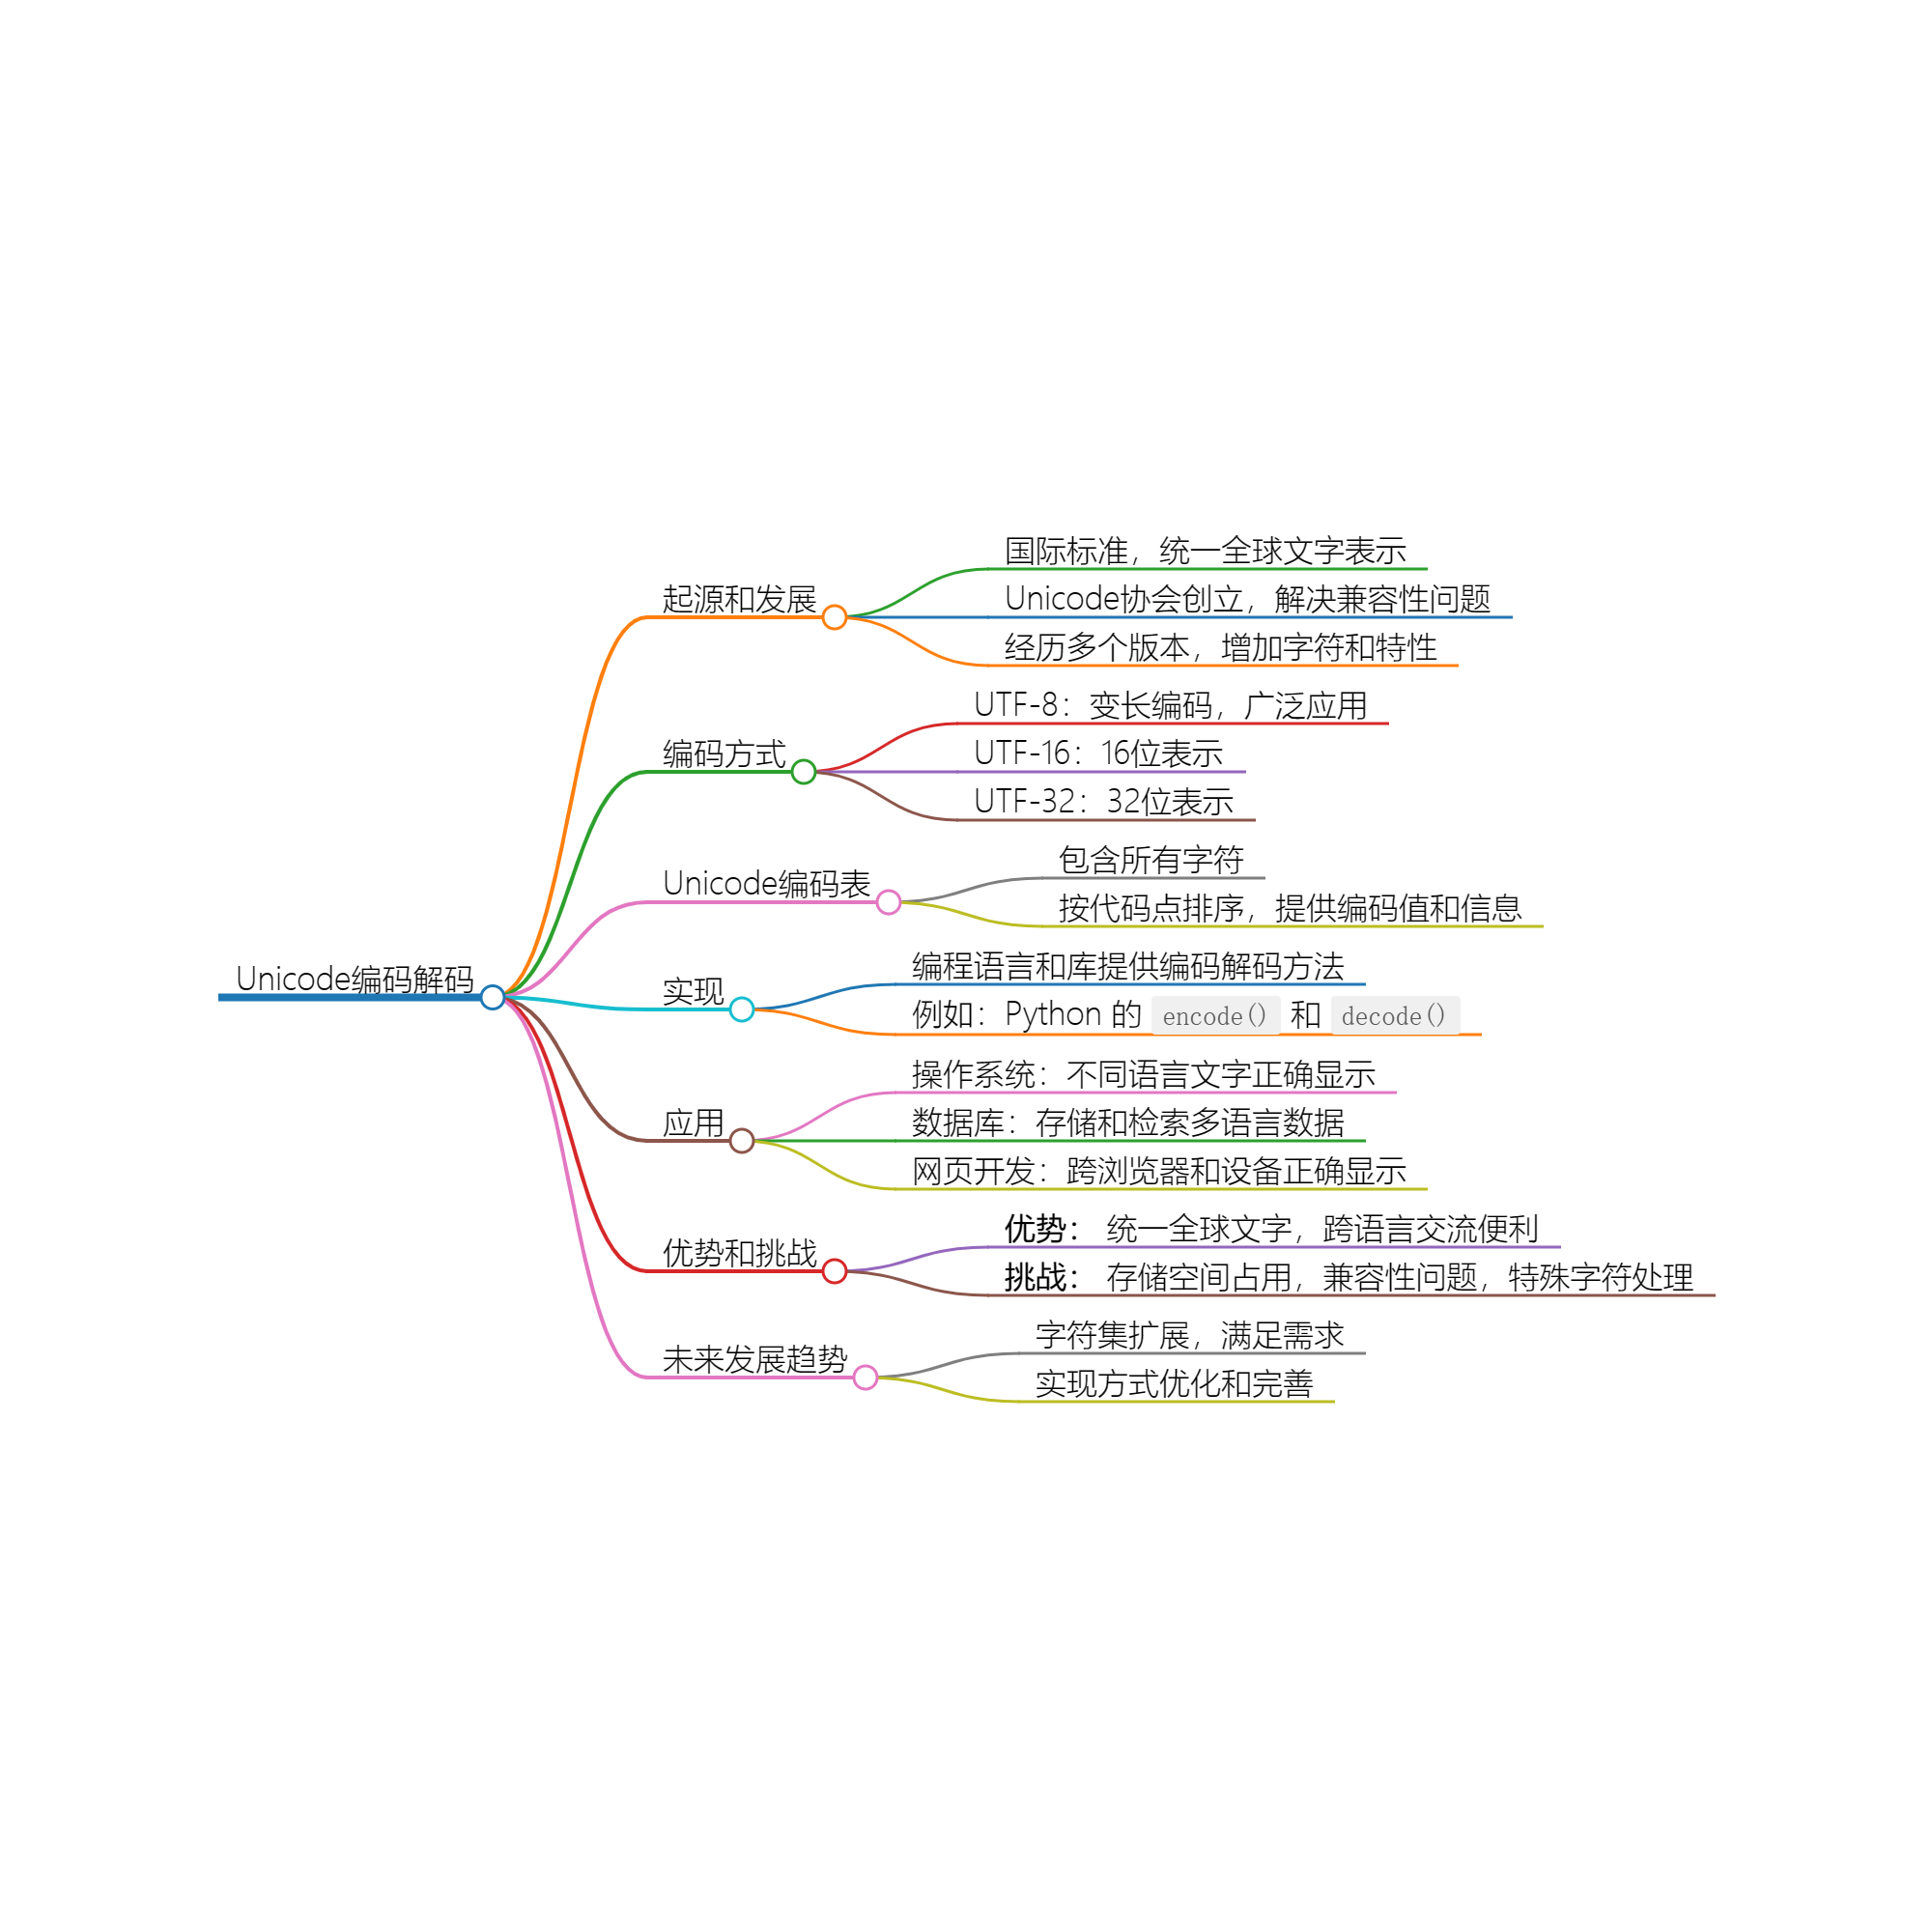 Unicode编码解码
起源和发展
国际标准，统一全球文字表示
Unicode协会创立，解决兼容性问题
经历多个版本，增加字符和特性
编码方式
UTF-8：变长编码，广泛应用
UTF-16：16位表示
UTF-32：32位表示
Unicode编码表
包含所有字符
按代码点排序，提供编码值和信息
实现
编程语言和库提供编码解码方法
例如：Python 的 encode() 和 decode()
应用
操作系统：不同语言文字正确显示
数据库：存储和检索多语言数据
网页开发：跨浏览器和设备正确显示
优势和挑战
优势： 统一全球文字，跨语言交流便利
挑战： 存储空间占用，兼容性问题，特殊字符处理
未来发展趋势
字符集扩展，满足需求
实现方式优化和完善